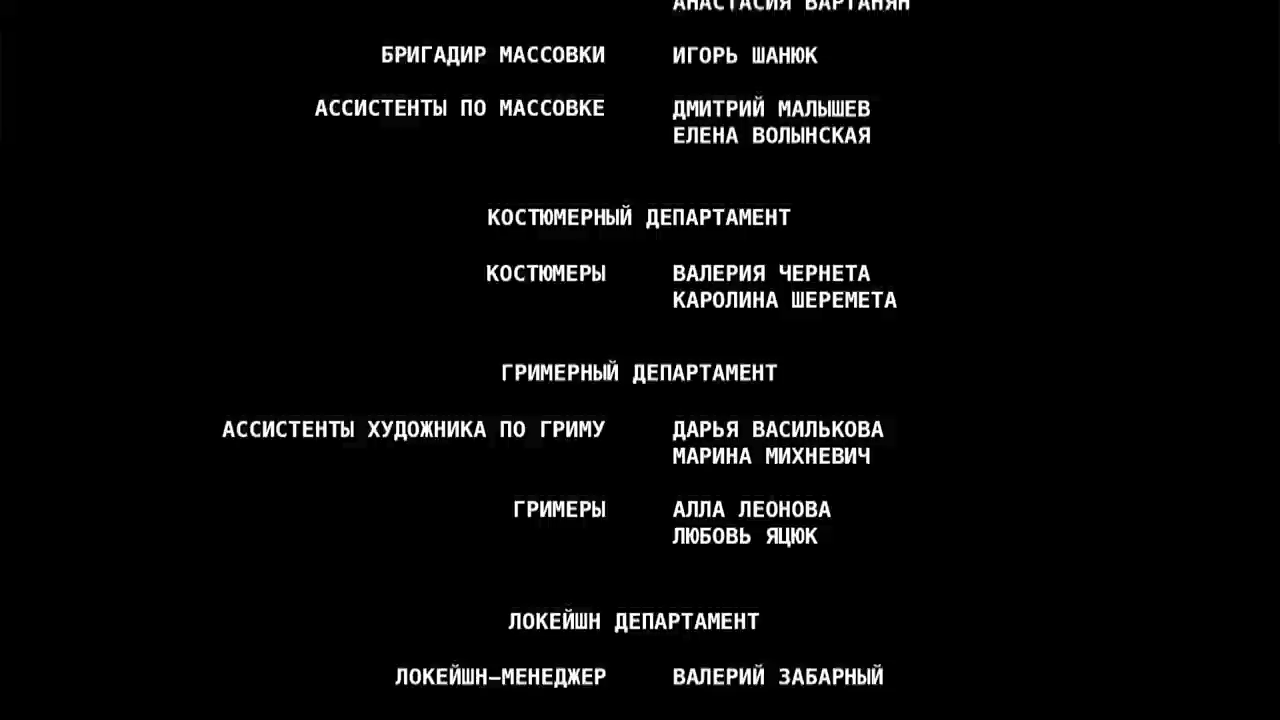 АНАСТАСИЯ ВАРТАНЯН
БРИГАДИР МАССОВКИ ИГОРЬ ШАНЮК
АССИСТЕНТЫ ПО МАССОВКЕ ДМИТРИЙ МАЛЫШЕВ
ЕЛЕНА ВОЛЫНСКАЯ
КОСТЮМЕРНЫЙ ДЕПАРТАМЕНТ
КОСТЮМЕРЫ ВАЛЕРИЯ ЧЕРНЕТА
КАРОЛИНА ШЕРЕМЕТА
ГРИМЕРНЫЙ ДЕПАРТАМЕНТ
АССИСТЕНТЫ ХУДОЖНИКА ПО ГРИМУ ДАРЬЯ ВАСИЛЬКОВА
МАРИНА МИХНЕВИЧ
ГРИМЕРЫ АЛЛА ЛЕОНОВА
ЛЮБОВЬ ЯЦЮК
ЛОКЕЙШН ДЕПАРТАМЕНТ
ЛОКЕЙШН-МЕНЕДЖЕР ВАЛЕРИЙ ЗАБАРНЫЙ